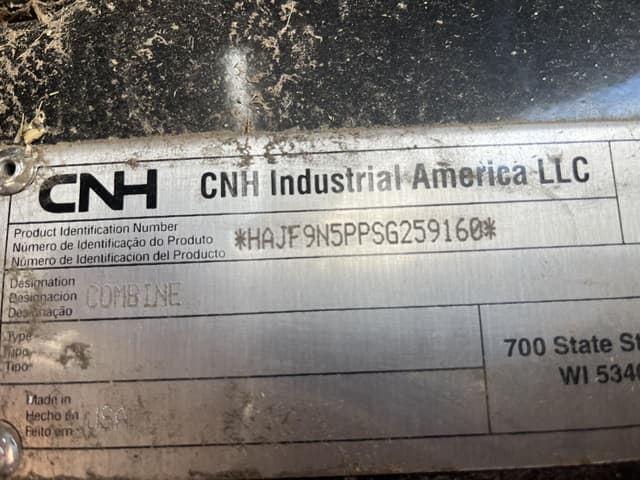 CNH CNH Industrial America LLC
Product Identification Number
Número de Identificação do Produto *HAJF9N5PPSG259160*
Número de Identificacion del Producto
Designation
Designación COMBINE
Designação
Type
Tipo
Tipo
700 State St
WI 5340
Made in
Hecho en USA
Feito em